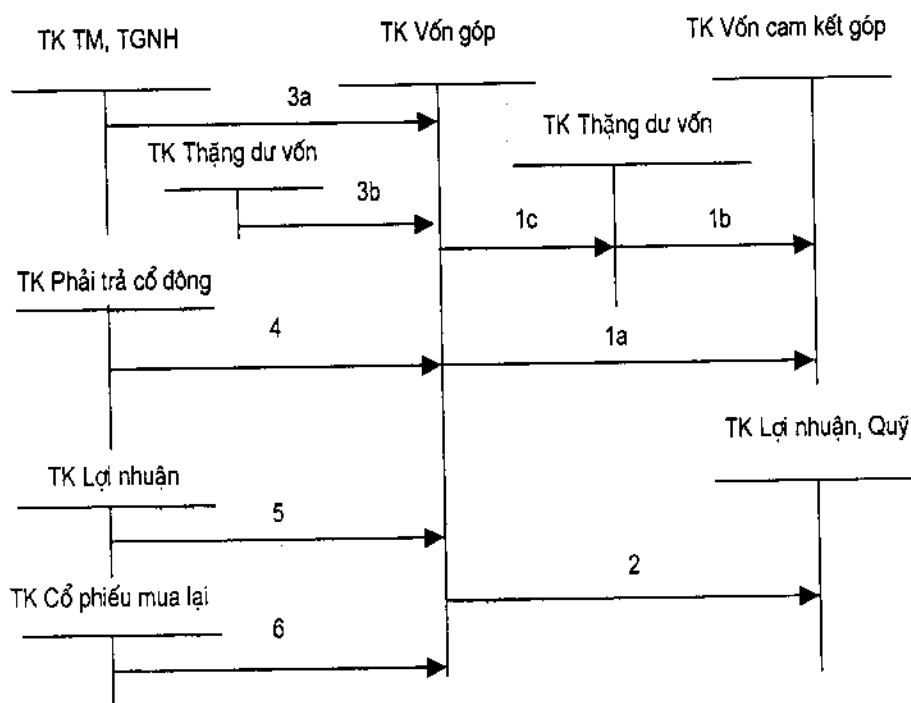 TK TM, TGNH
TK Vốn góp
TK Vốn cam kết góp
3a
TK Thặng dư vốn
TK Thặng dư vốn
3b
1c
1b
TK Phải trả cổ đông
4
1a
TK Lợi nhuận, Quỹ
TK Lợi nhuận
5
2
TK Cổ phiếu mua lại
6